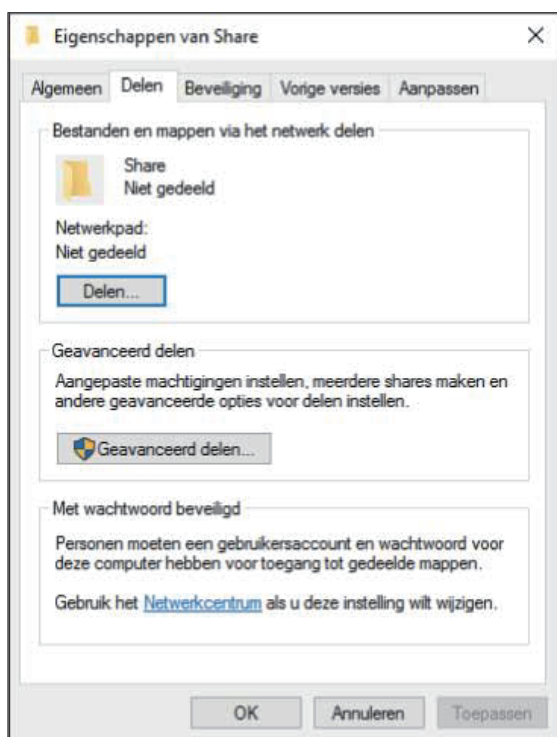 Eigenschappen van Share
Algemeen Delen Beveiliging Vorige versies Aanpassen
Bestanden en mappen via het netwerk delen
Share
Niet gedeeld
Netwerkpad:
Niet gedeeld
Delen...
Geavanceerd delen
Aangepaste machtigingen instellen, meerdere shares maken en
andere geavanceerde opties voor delen instellen.
Geavanceerd delen...
Met wachtwoord beveiligd
Personen moeten een gebruikersaccount en wachtwoord voor
deze computer hebben voor toegang tot gedeelde mappen.
Gebruik het Netwerkcentrum als u deze instelling wilt wijzigen.
OK Annuleren Toepassen